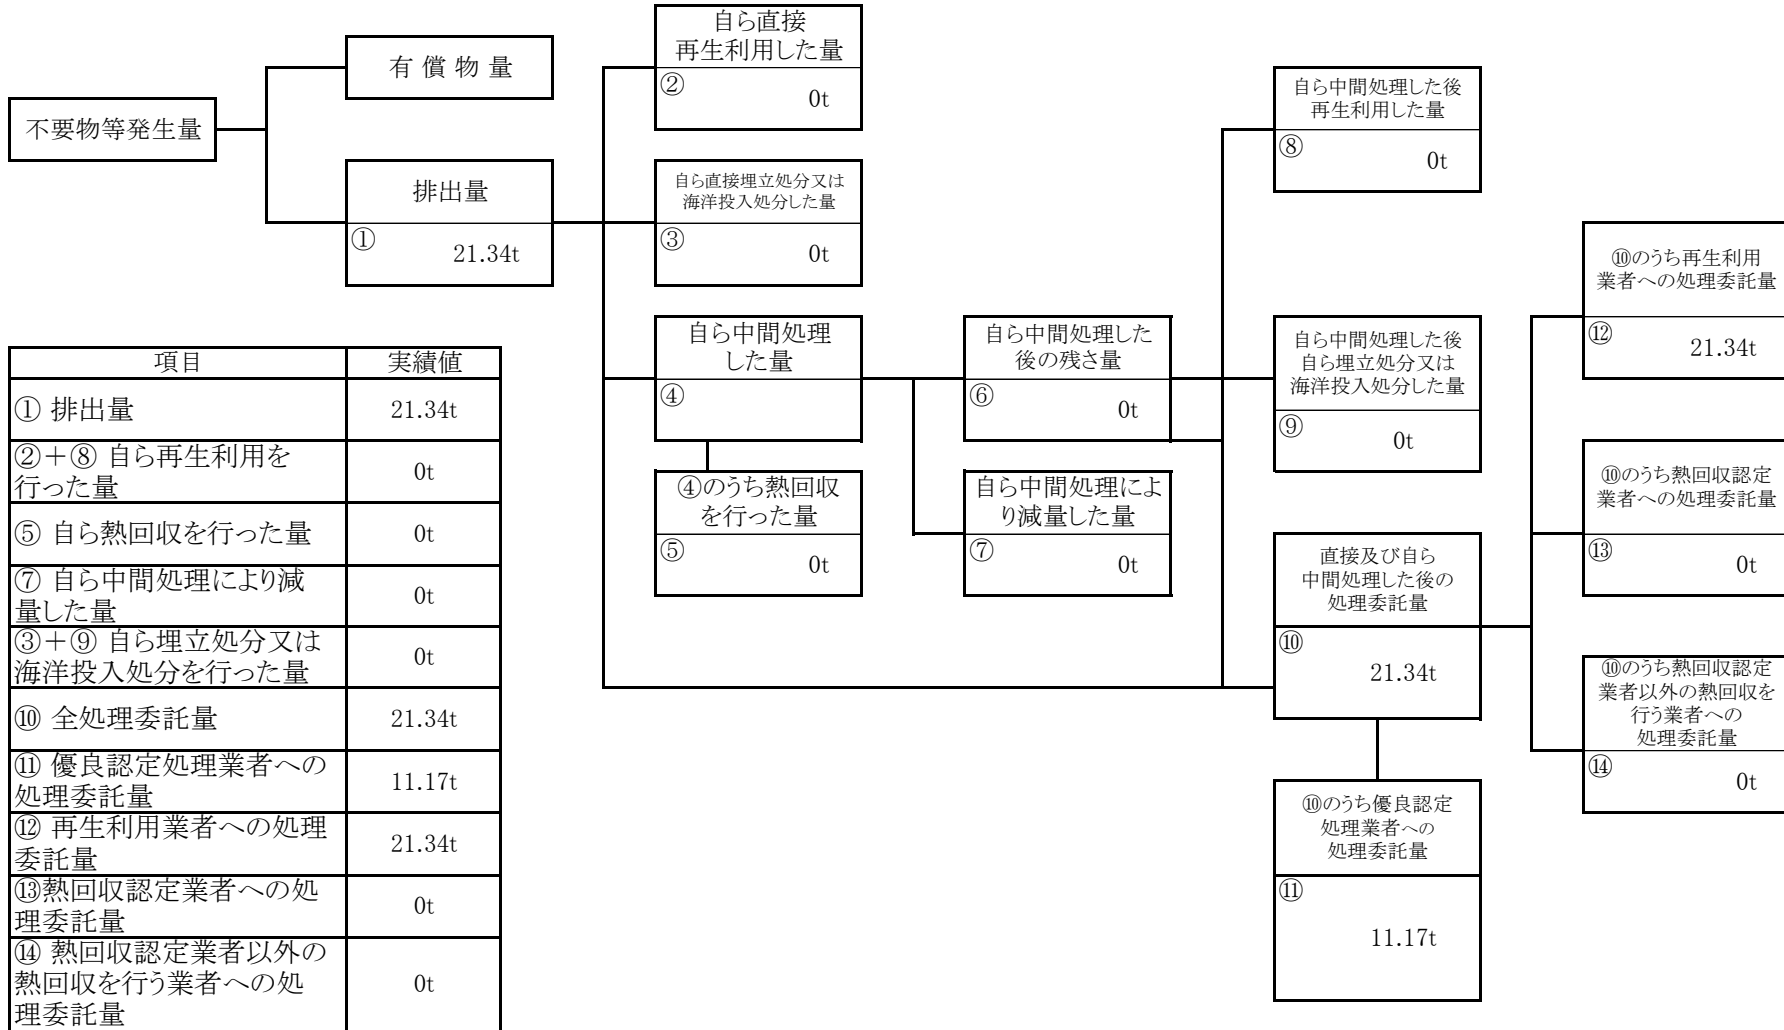 不要物等発生量
有 償 物 量
排出量
①
21.34t
自ら直接
再生利用した量
②
0t
自ら直接埋立処分又は
海洋投入処分した量
③
0t
自ら中間処理
した量
④
④のうち熱回収
を行った量
⑤
0t
自ら中間処理した
後の残さ量
⑥
0t
自ら中間処理によ
り減量した量
⑦
0t
自ら中間処理した後
再生利用した量
⑧
0t
自ら中間処理した後
自ら埋立処分又は
海洋投入処分した量
⑨
0t
直接及び自ら
中間処理した後の
処理委託量
⑩
21.34t
⑩のうち優良認定
処理業者への
処理委託量
⑪
11.17t
⑩のうち再生利用
業者への処理委託量
⑫
21.34t
⑩のうち熱回収認定
業者への処理委託量
⑬
0t
⑩のうち熱回収認定
業者以外の熱回収を
行う業者への
処理委託量
⑭
0t
項目 実績値
① 排出量 21.34t
②＋⑧ 自ら再生利用を
行った量 0t
⑤ 自ら熱回収を行った量 0t
⑦ 自ら中間処理により減
量した量 0t
③＋⑨ 自ら埋立処分又は
海洋投入処分を行った量 0t
⑩ 全処理委託量 21.34t
⑪ 優良認定処理業者への
処理委託量 11.17t
⑫ 再生利用業者への処理
委託量 21.34t
⑬熱回収認定業者への処
理委託量 0t
⑭ 熱回収認定業者以外の
熱回収を行う業者への処
理委託量 0t